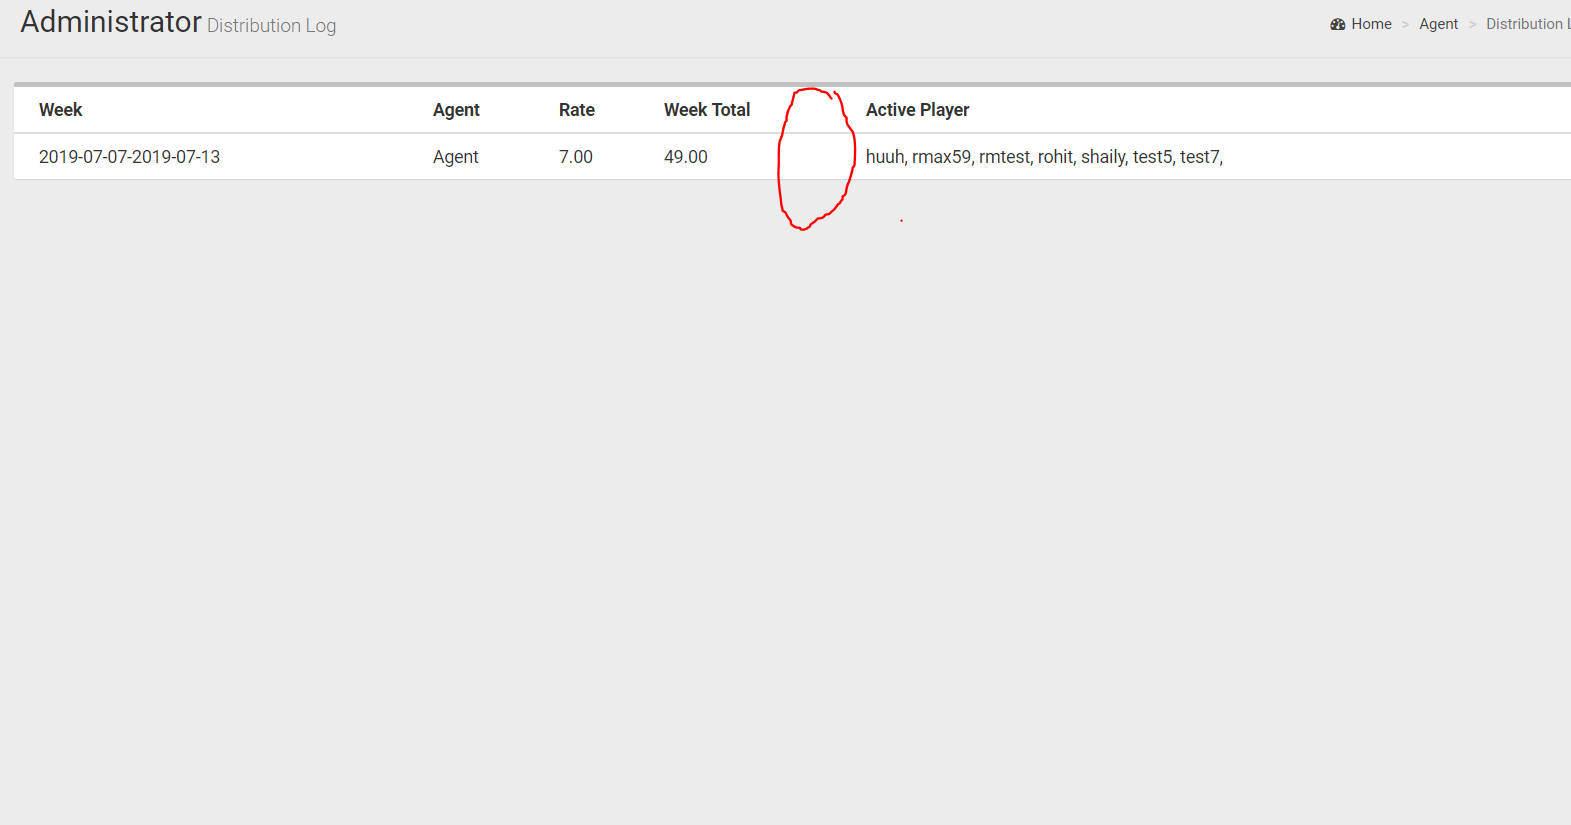 Administrator Distribution Log
Home > Agent > Distribution L
Week Agent Rate Week Total Active Player
2019-07-07-2019-07-13 Agent 7.00 49.00 huuh, rmax59, rmtest, rohit, shaily, test5, test7,